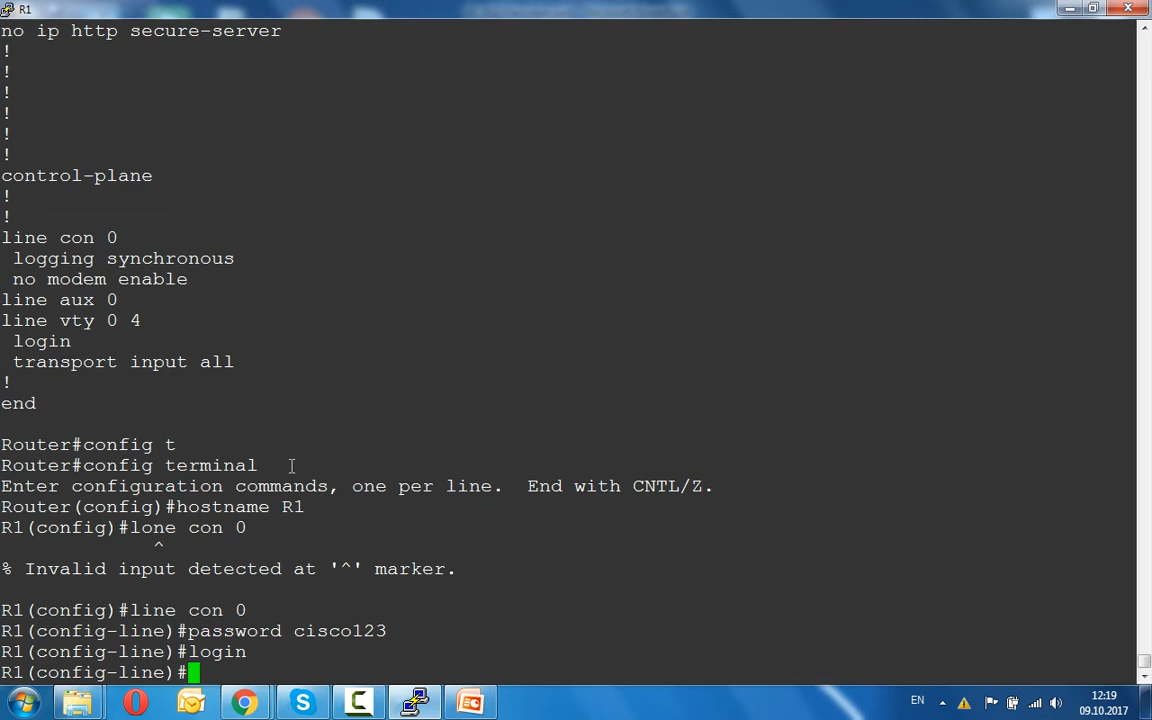 R1
no ip http secure-server
!
!
!
!
!
!
control-plane
!
!
line con 0
logging synchronous
no modem enable
line aux 0
line vty 0 4
login
transport input all
!
end
Router#config t
Router#config terminal
Enter configuration commands, one per line.  End with CNTL/Z.
Router(config)#hostname R1
R1(config)#lone con 0
^
% Invalid input detected at '^' marker.
R1(config)#line con 0
R1(config-line)#password cisco123
R1(config-line)#login
R1(config-line)#
EN
12:19
09.10.2017